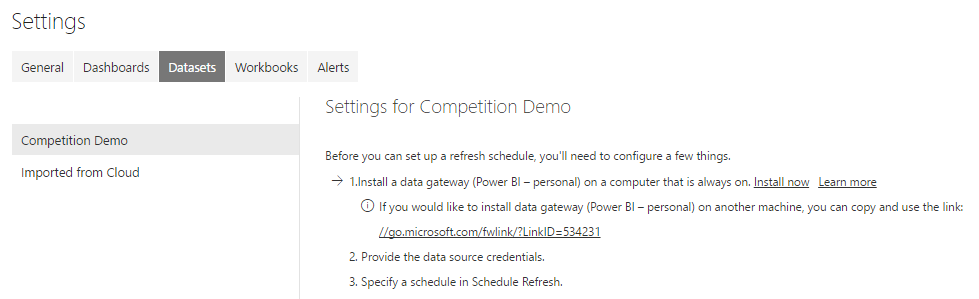 Settings
General Dashboards Datasets Workbooks Alerts
Settings for Competition Demo
Competition Demo
Imported from Cloud
Before you can set up a refresh schedule, you'll need to configure a few things.
1.Install a data gateway (Power BI – personal) on a computer that is always on. Install now Learn more
If you would like to install data gateway (Power BI – personal) on another machine, you can copy and use the link:
//go.microsoft.com/fwlink/?LinkID=534231
2. Provide the data source credentials.
3. Specify a schedule in Schedule Refresh.